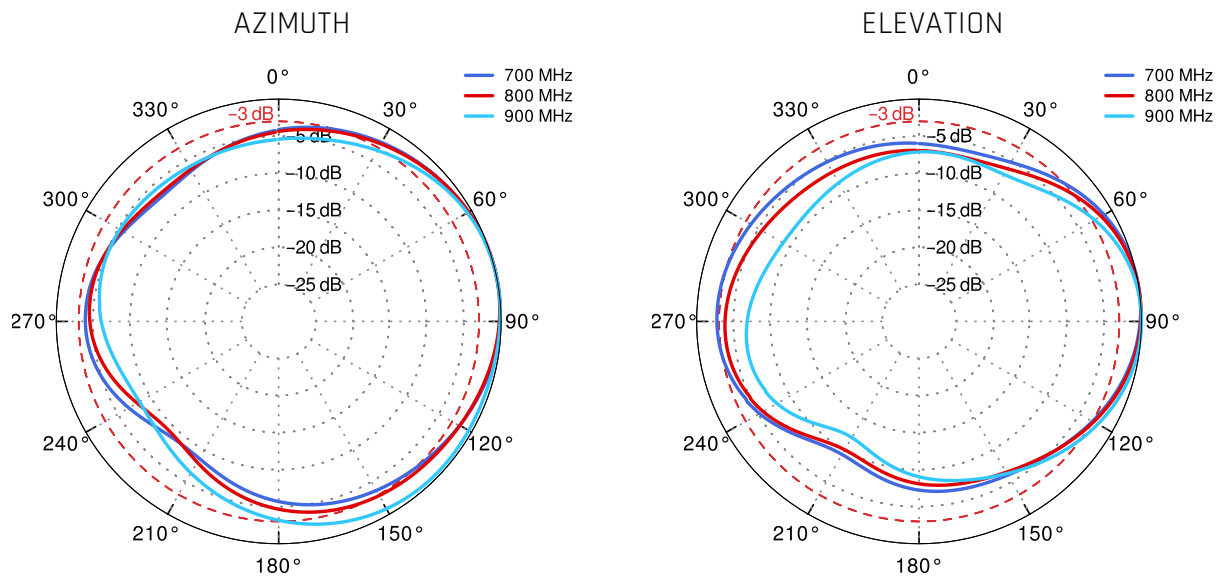 AZIMUTH
0°
30°
60°
90°
120°
150°
180°
210°
240°
270°
300°
330°
−3 dB
−5 dB
−10 dB
−15 dB
−20 dB
−25 dB
700 MHz
800 MHz
900 MHz
ELEVATION
0°
30°
60°
90°
120°
150°
180°
210°
240°
270°
300°
330°
−3 dB
−5 dB
−10 dB
−15 dB
−20 dB
−25 dB
700 MHz
800 MHz
900 MHz